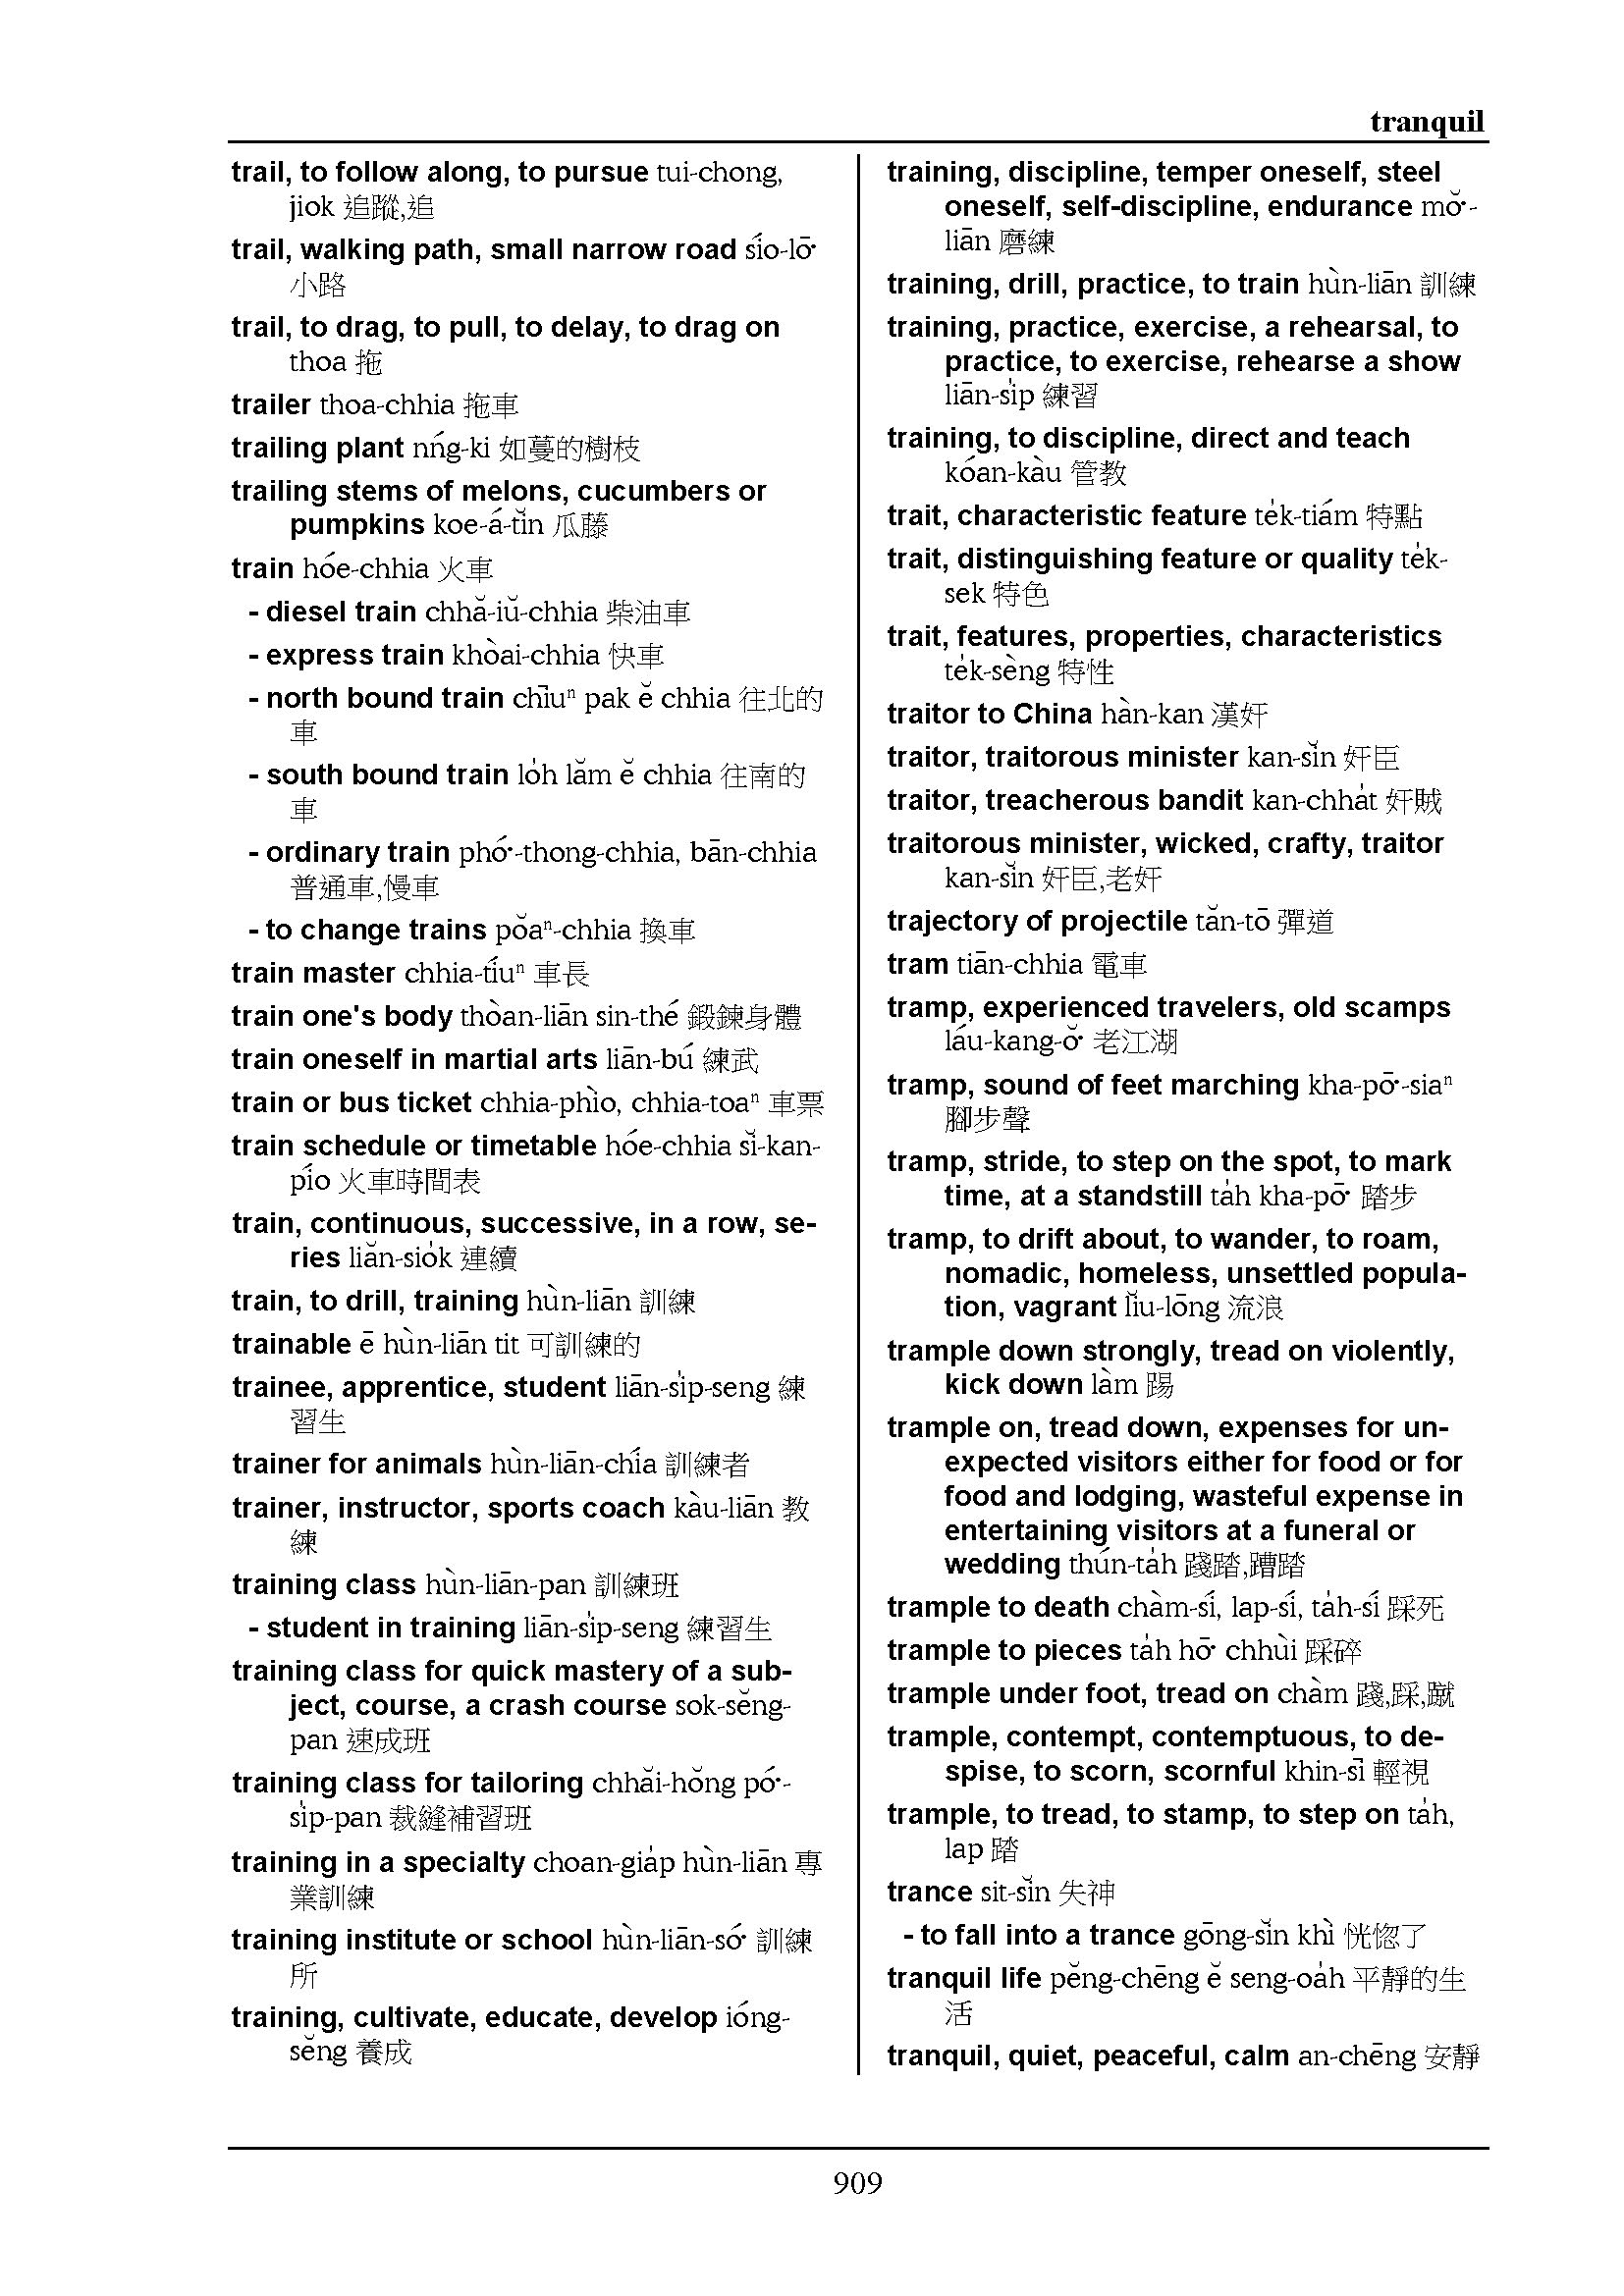 tranquil
trail, to follow along, to pursue tui-chong,
jiok 追蹤,追
trail, walking path, small narrow road sío-lō͘
小路
trail, to drag, to pull, to delay, to drag on
thoa 拖
trailer thoa-chhia 拖車
trailing plant nńg-ki 如蔓的樹枝
trailing stems of melons, cucumbers or
pumpkins koe-á-tĭn 瓜藤
train hóe-chhia 火車
- diesel train chhă-iŭ-chhia 柴油車
- express train khòai-chhia 快車
- north bound train chīuⁿ pak ĕ chhia 往北的
車
- south bound train lo̍h lăm ĕ chhia 往南的
車
- ordinary train phó͘-thong-chhia, bān-chhia
普通車,慢車
- to change trains pŏaⁿ-chhia 換車
train master chhia-tíuⁿ 車長
train one's body thòan-liān sin-thé 鍛鍊身體
train oneself in martial arts liān-bú 練武
train or bus ticket chhia-phìo, chhia-toaⁿ 車票
train schedule or timetable hóe-chhia sĭ-kan-
pío 火車時間表
train, continuous, successive, in a row, se-
ries liăn-sio̍k 連續
train, to drill, training hùn-liān 訓練
trainable ē hùn-liān tit 可訓練的
trainee, apprentice, student liān-si̍p-seng 練
習生
trainer for animals hùn-liān-chía 訓練者
trainer, instructor, sports coach kàu-liān 教
練
training class hùn-liān-pan 訓練班
- student in training liān-si̍p-seng 練習生
training class for quick mastery of a sub-
ject, course, a crash course sok-sĕng-
pan 速成班
training class for tailoring chhăi-hŏng pó͘-
si̍p-pan 裁縫補習班
training in a specialty choan-gia̍p hùn-liān 專
業訓練
training institute or school hùn-liān-só͘ 訓練
所
training, cultivate, educate, develop ióng-
sĕng 養成
training, discipline, temper oneself, steel
oneself, self-discipline, endurance mŏ͘-
liān 磨練
training, drill, practice, to train hùn-liān 訓練
training, practice, exercise, a rehearsal, to
practice, to exercise, rehearse a show
liān-si̍p 練習
training, to discipline, direct and teach
kóan-kàu 管教
trait, characteristic feature te̍k-tiám 特點
trait, distinguishing feature or quality te̍k-
sek 特色
trait, features, properties, characteristics
te̍k-sèng 特性
traitor to China hàn-kan 漢奸
traitor, traitorous minister kan-sĭn 奸臣
traitor, treacherous bandit kan-chha̍t 奸賊
traitorous minister, wicked, crafty, traitor
kan-sĭn 奸臣,老奸
trajectory of projectile tăn-tō 彈道
tram tiān-chhia 電車
tramp, experienced travelers, old scamps
láu-kang-ŏ͘ 老江湖
tramp, sound of feet marching kha-pō͘-siaⁿ
腳步聲
tramp, stride, to step on the spot, to mark
time, at a standstill ta̍h kha-pō͘ 踏步
tramp, to drift about, to wander, to roam,
nomadic, homeless, unsettled popula-
tion, vagrant lĭu-lōng 流浪
trample down strongly, tread on violently,
kick down làm 踼
trample on, tread down, expenses for un-
expected visitors either for food or for
food and lodging, wasteful expense in
entertaining visitors at a funeral or
wedding thún-ta̍h 踐踏,蹧踏
trample to death chàm-sí, lap-sí, ta̍h-sí 踩死
trample to pieces ta̍h hō͘ chhùi 踩碎
trample under foot, tread on chàm 踐,踩,蹴
trample, contempt, contemptuous, to de-
spise, to scorn, scornful khin-sī 輕視
trample, to tread, to stamp, to step on ta̍h,
lap 踏
trance sit-sĭn 失神
- to fall into a trance gōng-sĭn khì 恍惚了
tranquil life pĕng-chēng ĕ seng-oa̍h 平靜的生
活
tranquil, quiet, peaceful, calm an-chēng 安靜
909